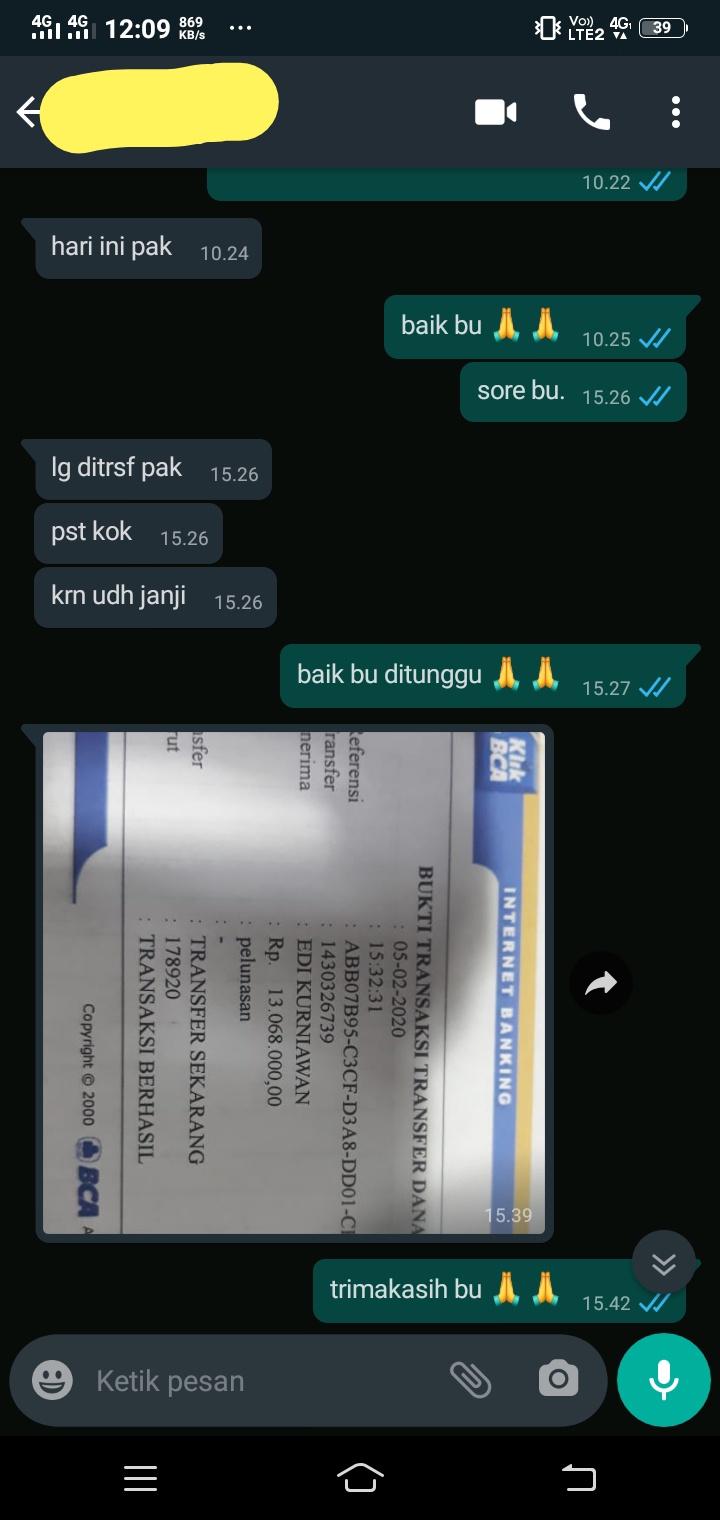 4G 4G 12:09 869 KB/s ... Vo)) LTE2 4G 39
10.22
hari ini pak 10.24
baik bu 🙏 🙏 10.25
sore bu. 15.26
lg ditrsf pak 15.26
pst kok 15.26
krn udh janji 15.26
baik bu ditunggu 🙏 🙏 15.27
Klik BCA INTERNET BANKING
BUKTI TRANSAKSI TRANSFER DANA
: 05-02-2020
: 15:32:31
eferensi : ABB07B95-C3CF-D3A8-DD01-C
ransfer : 1430326739
nerima : EDI KURNIAWAN
: Rp. 13.068.000,00
: pelunasan
: -
nsfer : TRANSFER SEKARANG
rut : 178920
: TRANSAKSI BERHASIL
Copyright © 2000 BCA A
15.39
trimakasih bu 🙏 🙏 15.42
Ketik pesan